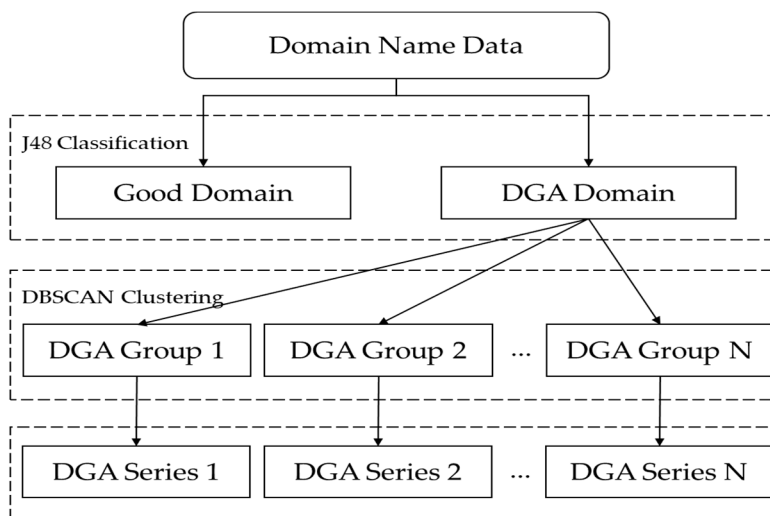 Domain Name Data
J48 Classification
Good Domain
DGA Domain
DBSCAN Clustering
DGA Group 1
DGA Group 2
...
DGA Group N
DGA Series 1
DGA Series 2
...
DGA Series N